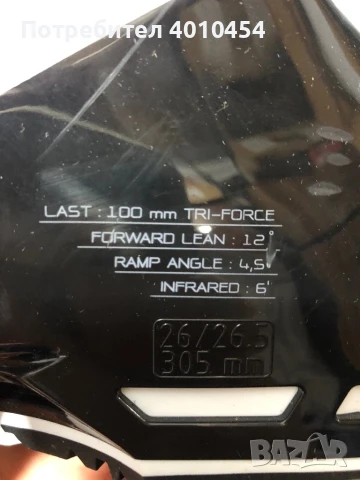 Потребител 4010454
LAST : 100 mm TRI-FORCE
FORWARD LEAN : 12°
RAMP ANGLE : 4,5°
INFRARED : 6'
26/26.5
305 mm
BAZAR